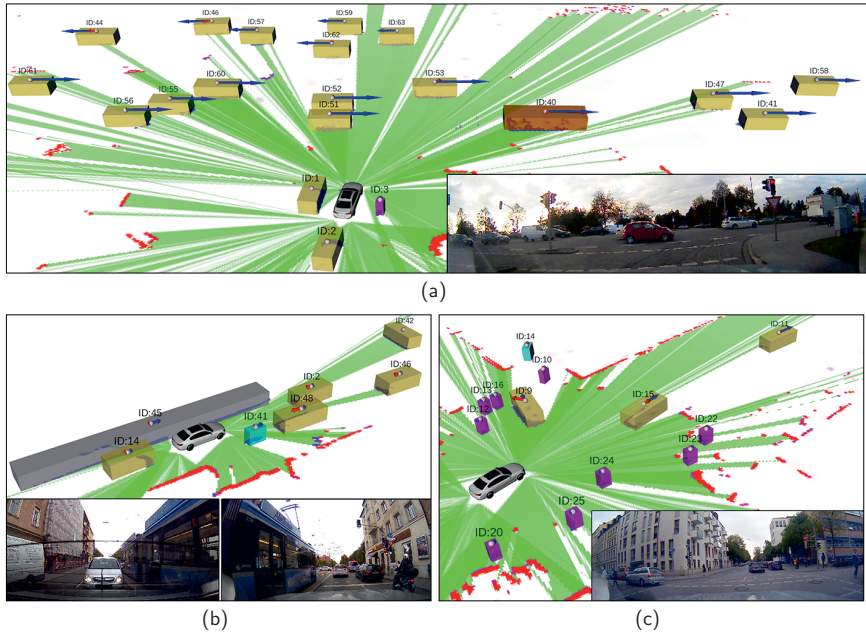 ID:44
ID:46
ID:57
ID:59
ID:62
ID:63
ID:61
ID:55
ID:60
ID:56
ID:52
ID:51
ID:53
ID:40
ID:47
ID:58
ID:41
ID:1
ID:3
ID:2
(a)
ID:42
ID:2
ID:46
ID:48
ID:45
ID:41
ID:14
(b)
ID:11
ID:14
ID:10
ID:13
ID:16
ID:9
ID:12
ID:15
ID:22
ID:23
ID:24
ID:25
ID:20
(c)